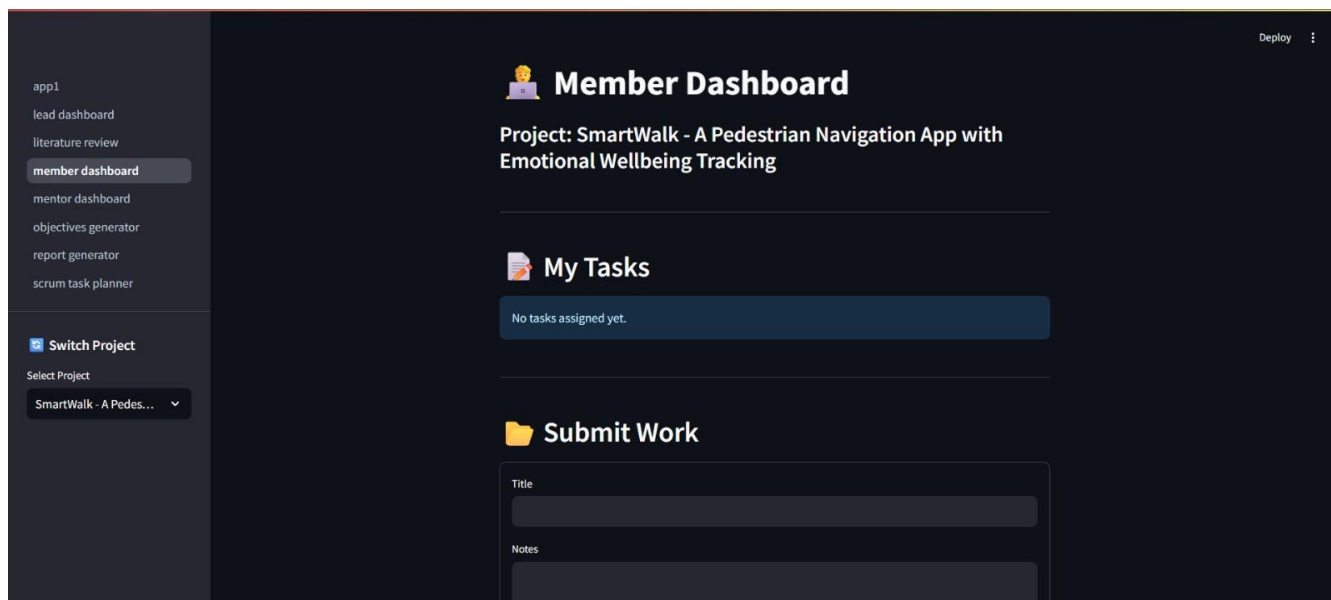 Deploy
app1
lead dashboard
literature review
member dashboard
mentor dashboard
objectives generator
report generator
scrum task planner
Switch Project
Select Project
SmartWalk - A Pedes...
Member Dashboard
Project: SmartWalk - A Pedestrian Navigation App with
Emotional Wellbeing Tracking
My Tasks
No tasks assigned yet.
Submit Work
Title
Notes